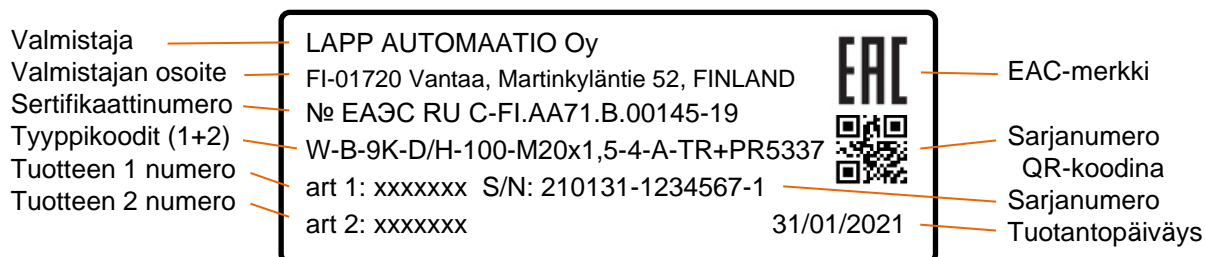 Valmistaja
Valmistajan osoite
Sertifikaattinumero
Tyyppikoodit (1+2)
Tuotteen 1 numero
Tuotteen 2 numero
LAPP AUTOMAATIO Oy
FI-01720 Vantaa, Martinkyläntie 52, FINLAND
№ ЕАЭС RU C-FI.AA71.B.00145-19
W-B-9K-D/H-100-M20x1,5-4-A-TR+PR5337
art 1: xxxxxxx S/N: 210131-1234567-1
art 2: xxxxxxx 31/01/2021
EAC
EAC-merkki
Sarjanumero
QR-koodina
Sarjanumero
Tuotantopäiväys